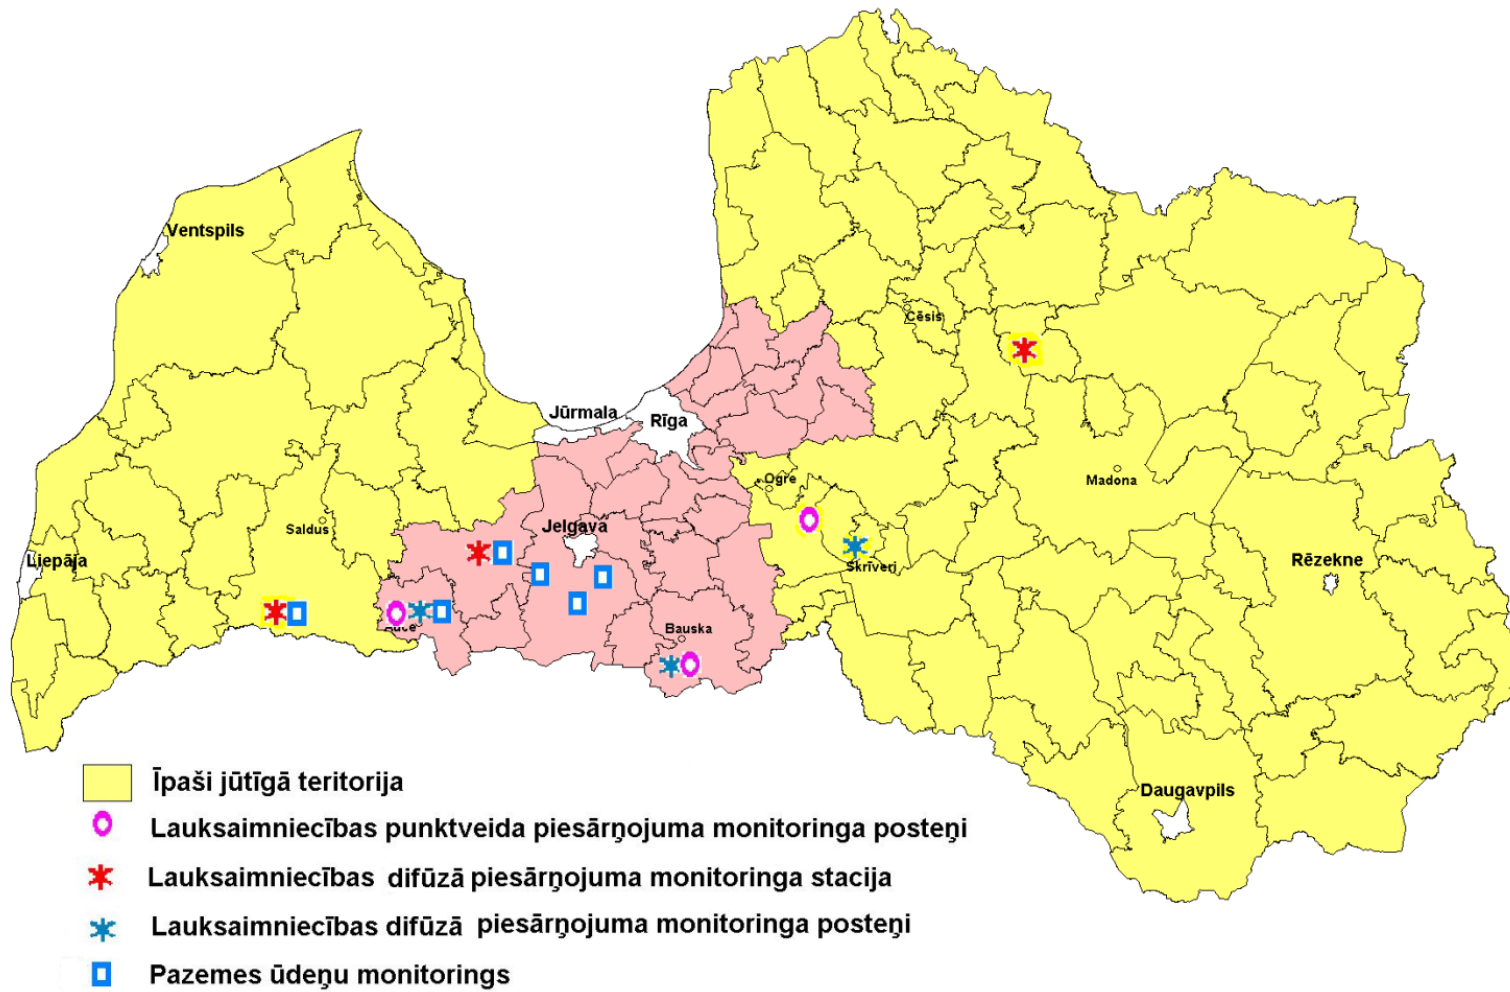 Ventspils
Cēsis
Jūrmala
Rīga
Ogre
Madona
Saldus
Jelgava
Liepāja
Skrīveri
Rēzekne
Auce
Bauska
Daugavpils
Īpaši jūtīgā teritorija
Lauksaimniecības punktveida piesārņojuma monitoringa posteņi
Lauksaimniecības difūzā piesārņojuma monitoringa stacija
Lauksaimniecības difūzā piesārņojuma monitoringa posteņi
Pazemes ūdeņu monitorings